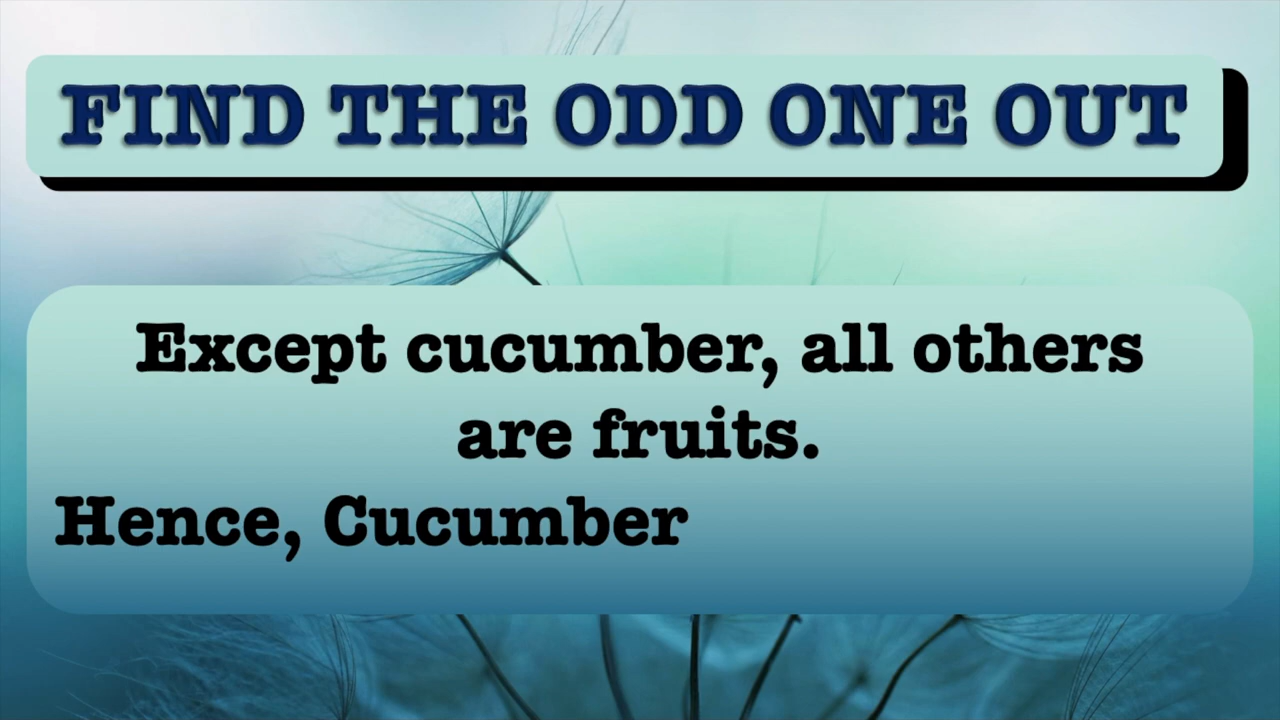 FIND THE ODD ONE OUT
Except cucumber, all others
are fruits.
Hence, Cucumber